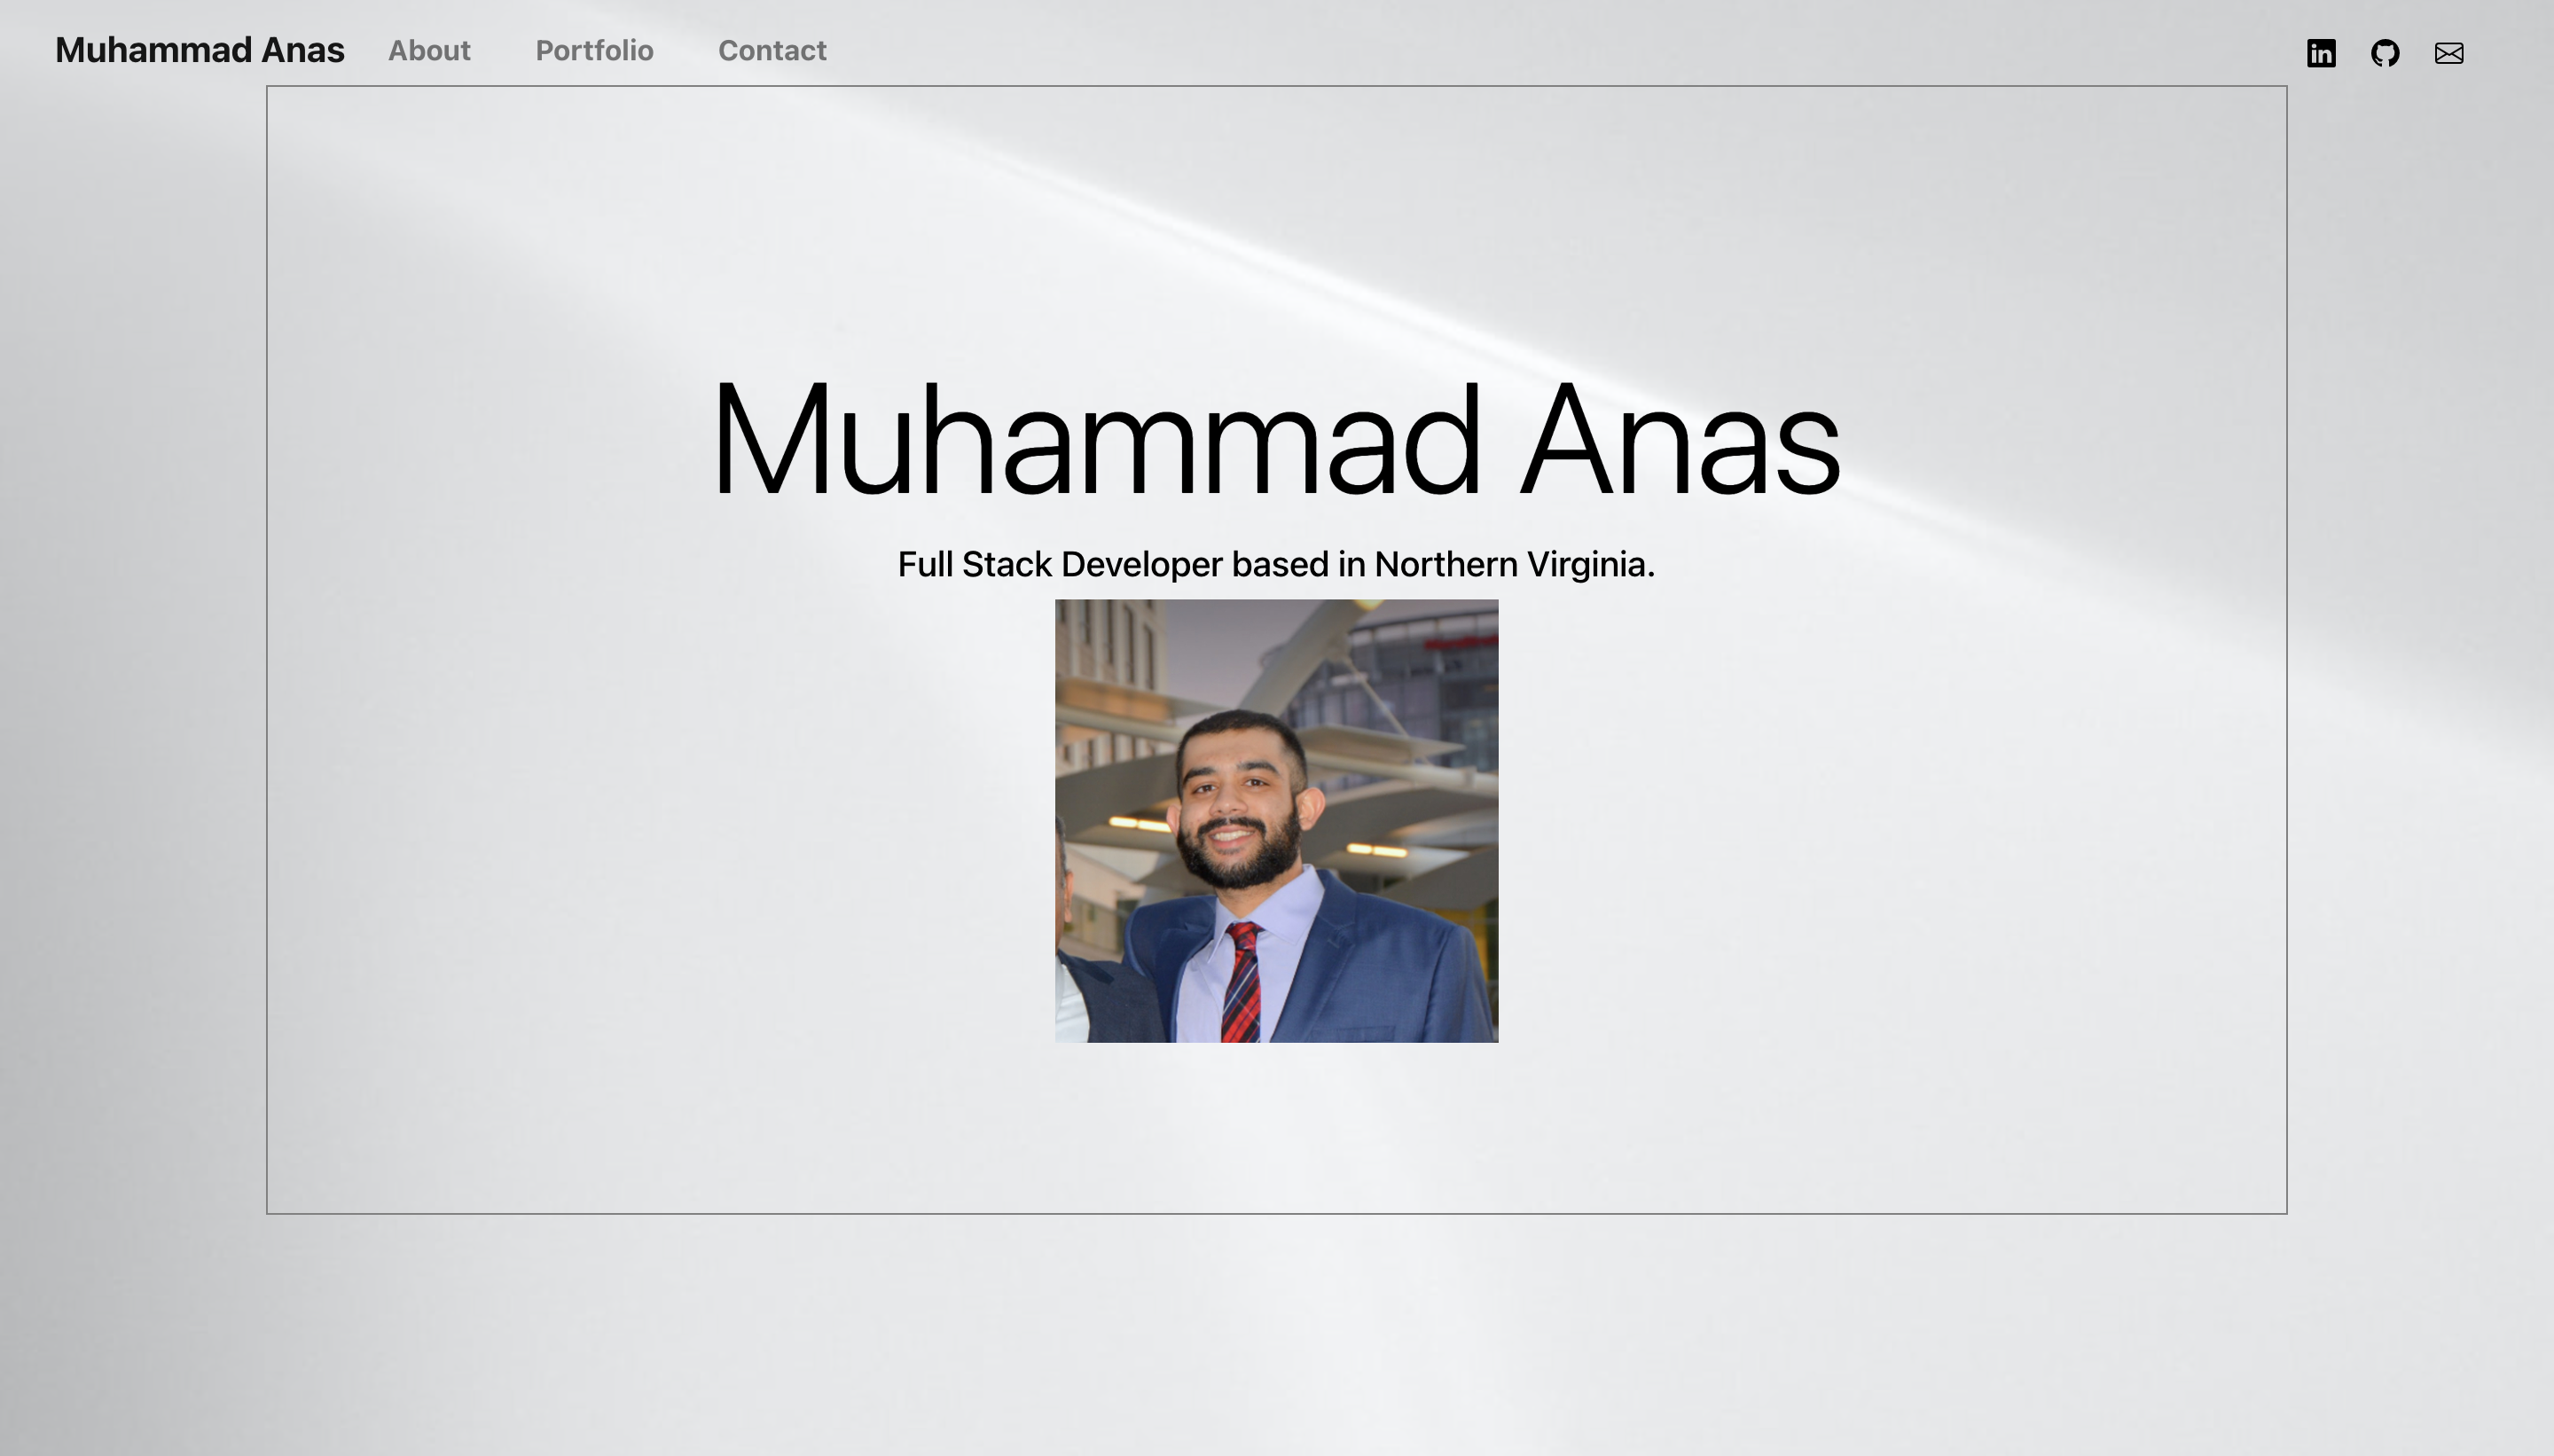 Muhammad Anas About Portfolio Contact in
Muhammad Anas
Full Stack Developer based in Northern Virginia.